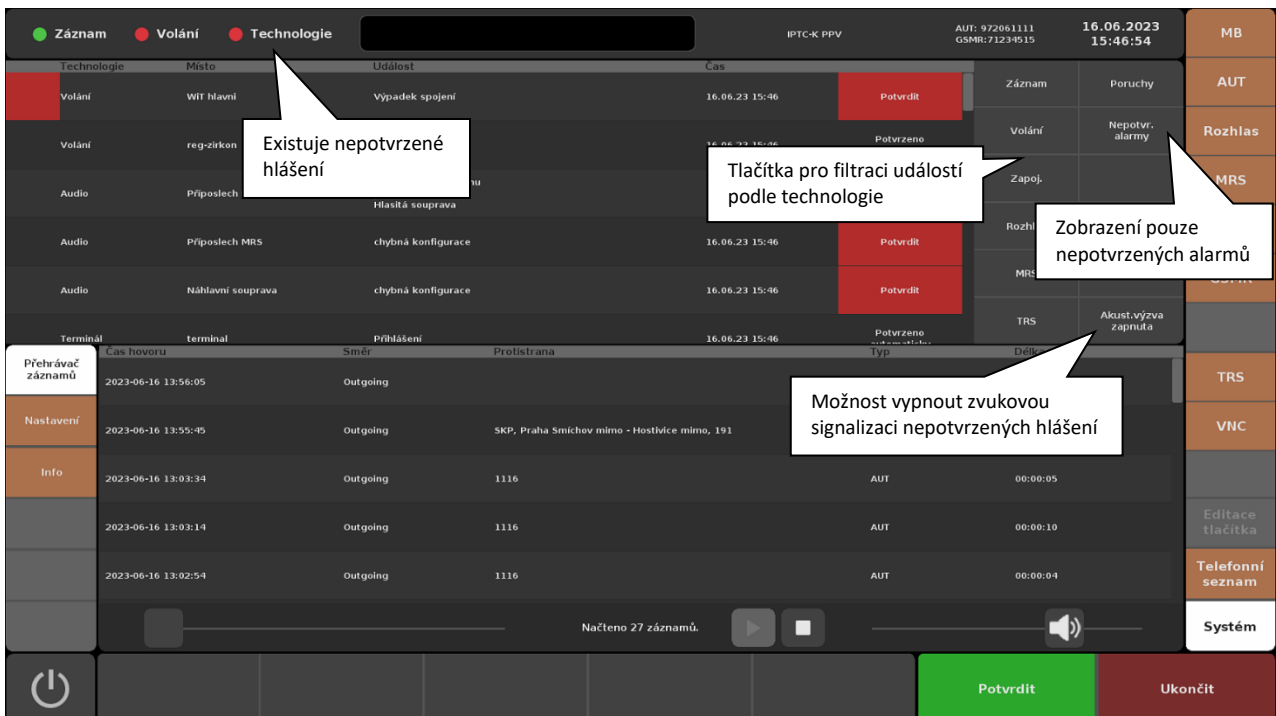 Záznam Volání Technologie IPTC-K PPV AUT: 972061111 16.06.2023
GSMR:71234515 15:46:54
MB
Technologie Místo Událost Čas
Volání WiT hlavni Výpadek spojení 16.06.23 15:46 Potvrdit
Záznam Poruchy
AUT
Volání reg-zirkon 16.06.23 15:46 Potvrzeno
Volání Nepotvr.
alarmy
Rozhlas
Existuje nepotvrzené
hlášení
Tlačítka pro filtraci událostí
podle technologie
Audio Příposlech
Hlasitá souprava
Zapoj.
MRS
Zobrazení pouze
nepotvrzených alarmů
Audio Příposlech MRS chybná konfigurace 16.06.23 15:46 Potvrdit
GSMR
Audio Náhlavní souprava chybná konfigurace 16.06.23 15:46 Potvrdit
TRS Akust.výzva
zapnuta
Terminál terminal Přihlášení 16.06.23 15:46 Potvrzeno
automaticky
Přehrávač
záznamů
Čas hovoru Směr Protistrana Typ
2023-06-16 13:56:05 Outgoing
TRS
Možnost vypnout zvukovou
signalizaci nepotvrzených hlášení
Nastavení
2023-06-16 13:55:45 Outgoing SKP, Praha Smíchov mimo - Hostivice mimo, 191
VNC
Info
2023-06-16 13:03:34 Outgoing 1116 AUT 00:00:05
2023-06-16 13:03:14 Outgoing 1116 AUT 00:00:10
Editace
tlačítka
2023-06-16 13:02:54 Outgoing 1116 AUT 00:00:04
Telefonní
seznam
Načteno 27 záznamů.
Systém
Potvrdit Ukončit